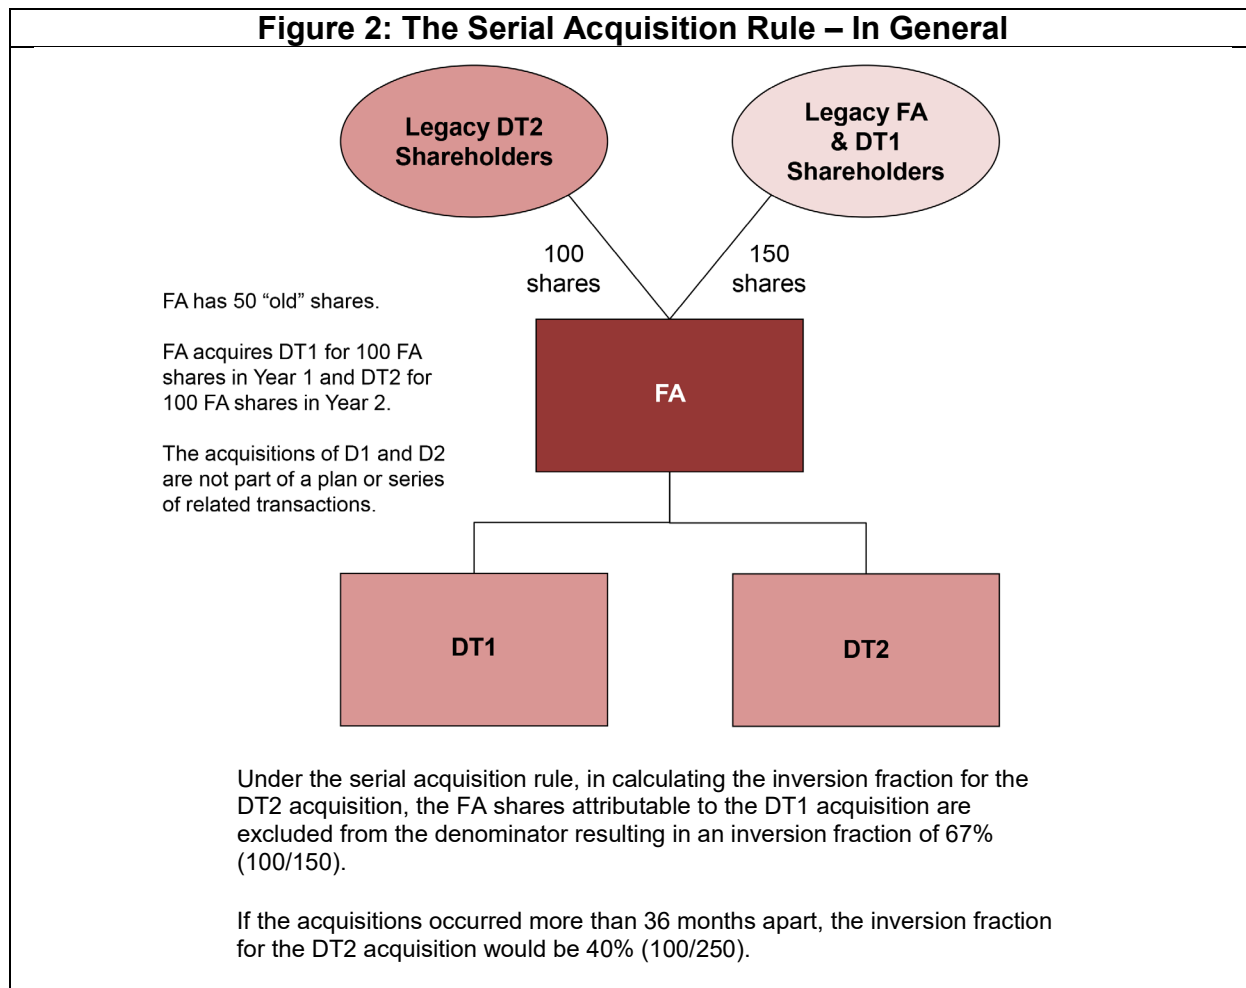 Figure 2: The Serial Acquisition Rule – In General
Legacy DT2
Shareholders
Legacy FA
& DT1
Shareholders
100
shares
150
shares
FA has 50 “old” shares.
FA acquires DT1 for 100 FA
shares in Year 1 and DT2 for
100 FA shares in Year 2.
The acquisitions of D1 and D2
are not part of a plan or series
of related transactions.
FA
DT1
DT2
Under the serial acquisition rule, in calculating the inversion fraction for the
DT2 acquisition, the FA shares attributable to the DT1 acquisition are
excluded from the denominator resulting in an inversion fraction of 67%
(100/150).
If the acquisitions occurred more than 36 months apart, the inversion fraction
for the DT2 acquisition would be 40% (100/250).